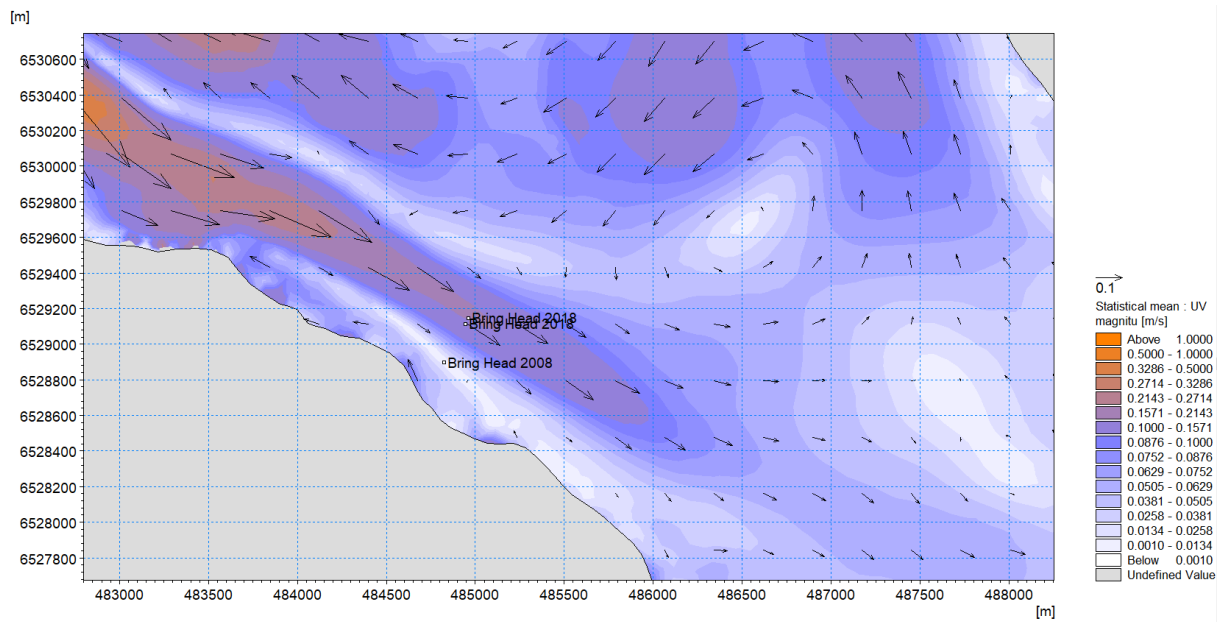 [m]
6530600
6530400
6530200
6530000
6529800
6529600
6529400
6529200
6529000
6528800
6528600
6528400
6528200
6528000
6527800
Bring Head 2018
Bring Head 2018
Bring Head 2008
483000 483500 484000 484500 485000 485500 486000 486500 487000 487500 488000
[m]
0.1
Statistical mean : UV
magnitu [m/s]
Above 1.0000
0.5000 - 1.0000
0.3286 - 0.5000
0.2714 - 0.3286
0.2143 - 0.2714
0.1571 - 0.2143
0.1000 - 0.1571
0.0876 - 0.1000
0.0752 - 0.0876
0.0629 - 0.0752
0.0505 - 0.0629
0.0381 - 0.0505
0.0258 - 0.0381
0.0134 - 0.0258
0.0010 - 0.0134
Below 0.0010
Undefined Value